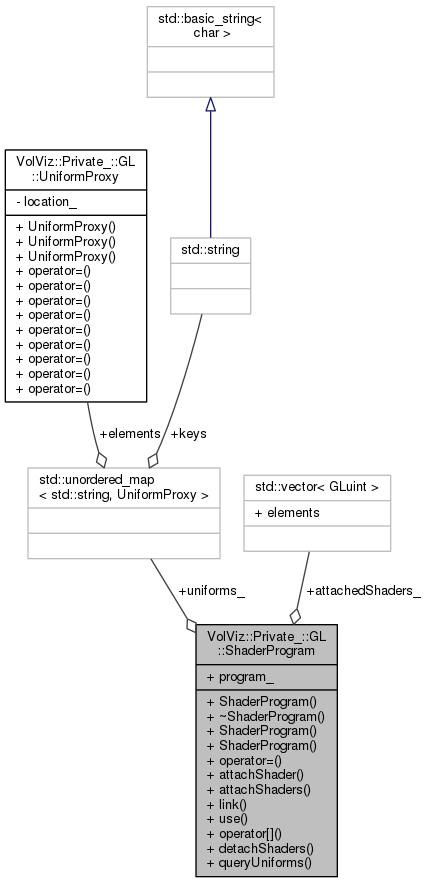 std::basic_string<
char >
VolViz::Private_::GL
::UniformProxy
- location_
+ UniformProxy()
+ UniformProxy()
+ UniformProxy()
+ operator=()
+ operator=()
+ operator=()
+ operator=()
+ operator=()
+ operator=()
+ operator=()
+ operator=()
+ operator=()
std::string
+elements
+keys
std::unordered_map
< std::string, UniformProxy >
std::vector< GLuint >
+ elements
+uniforms_
+attachedShaders_
VolViz::Private_::GL
::ShaderProgram
+ program_
+ ShaderProgram()
+ ~ShaderProgram()
+ ShaderProgram()
+ ShaderProgram()
+ operator=()
+ attachShader()
+ attachShaders()
+ link()
+ use()
+ operator[]()
+ detachShaders()
+ queryUniforms()